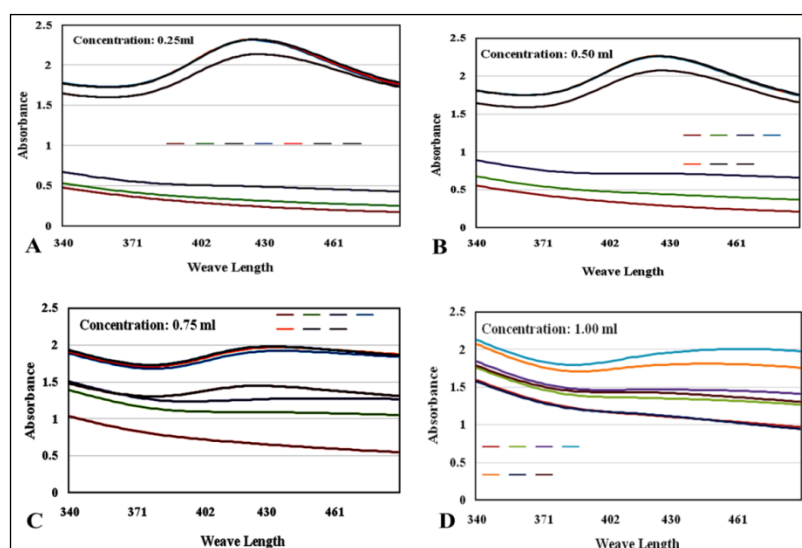 Concentration: 0.25ml
2.5
2
1.5
1
0.5
0
Absorbance
340 371 402 430 461
Weave Length
A
Concentration: 0.50 ml
2.5
2
1.5
1
0.5
0
Absorbance
340 371 402 430 461
Weave Length
B
Concentration: 0.75 ml
2.5
2
1.5
1
0.5
0
Absorbance
340 371 402 430 461
Weave Length
C
Concentration: 1.00 ml
2.5
2
1.5
1
0.5
0
Absorbance
340 371 402 430 461
Weave Length
D